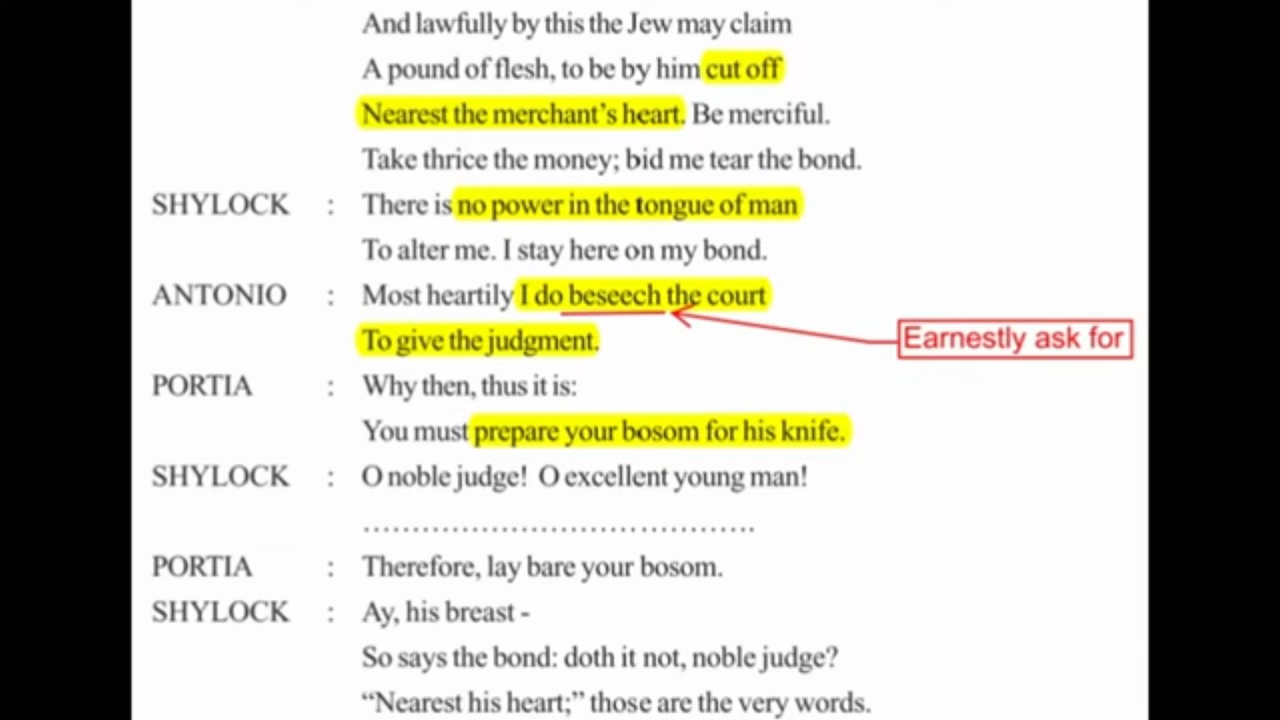 And lawfully by this the Jew may claim
A pound of flesh, to be by him cut off
Nearest the merchant's heart. Be merciful.
Take thrice the money; bid me tear the bond.
SHYLOCK : There is no power in the tongue of man
To alter me. I stay here on my bond.
ANTONIO : Most heartily I do beseech the court
To give the judgment.
Earnestly ask for
PORTIA : Why then, thus it is:
You must prepare your bosom for his knife.
SHYLOCK : O noble judge! O excellent young man!
.......................................
PORTIA : Therefore, lay bare your bosom.
SHYLOCK : Ay, his breast -
So says the bond: doth it not, noble judge?
“Nearest his heart;” those are the very words.